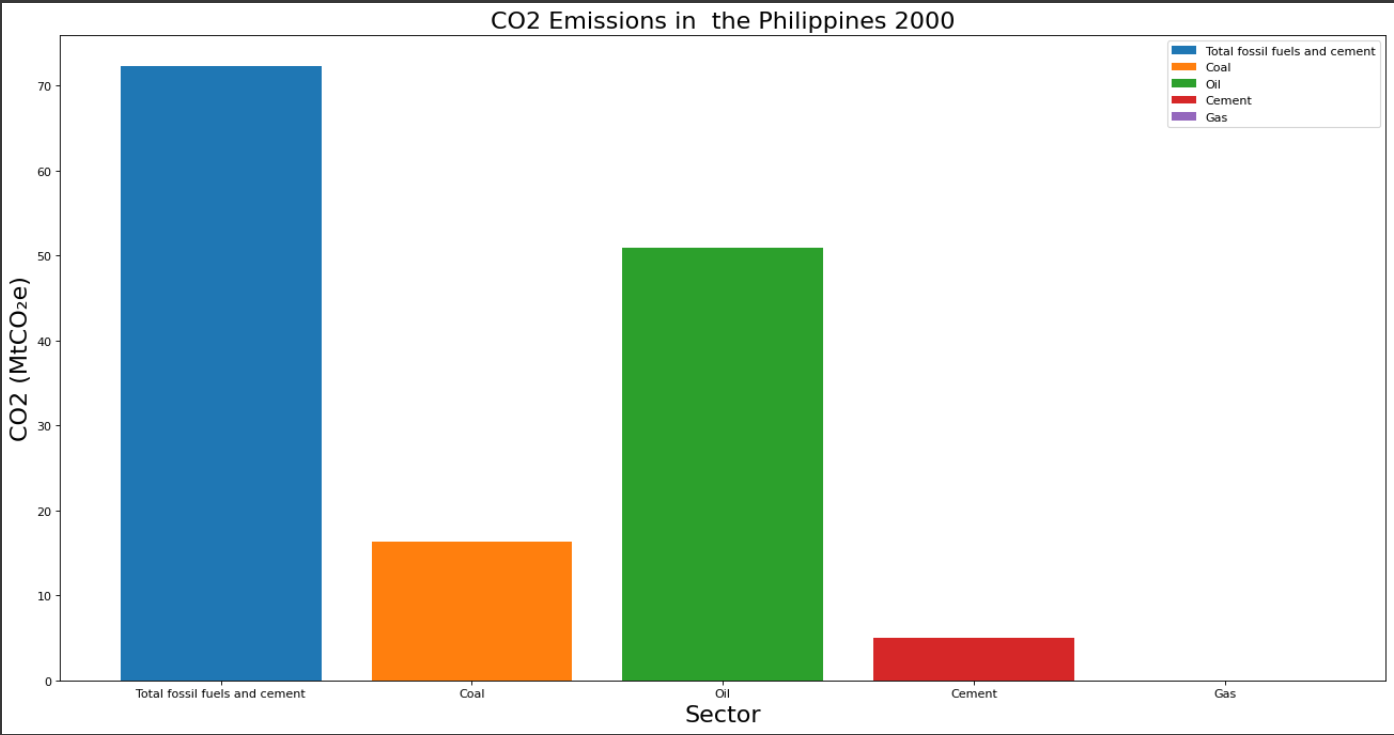 CO2 Emissions in  the Philippines 2000
Total fossil fuels and cement
Coal
Oil
Cement
Gas
CO2 (MtCO₂e)
70
60
50
40
30
20
10
0
Total fossil fuels and cement
Coal
Oil
Cement
Gas
Sector